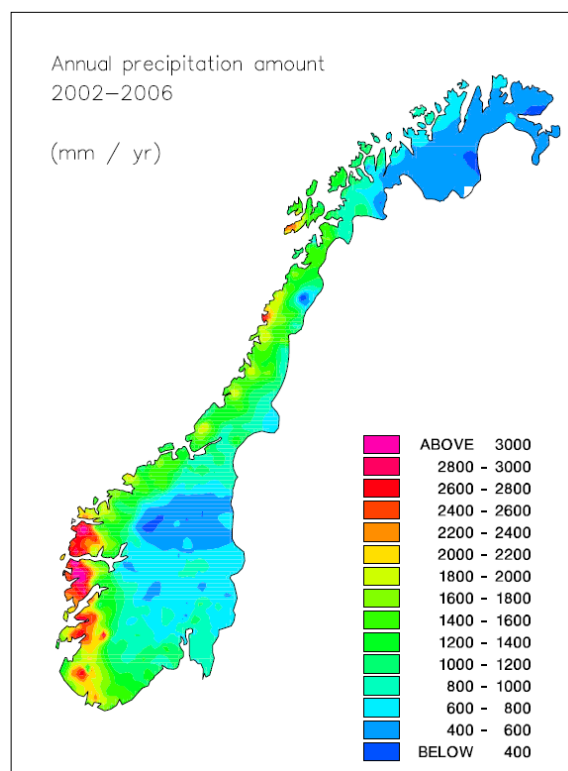 Annual precipitation amount
2002-2006
(mm / yr)
ABOVE 3000
2800 - 3000
2600 - 2800
2400 - 2600
2200 - 2400
2000 - 2200
1800 - 2000
1600 - 1800
1400 - 1600
1200 - 1400
1000 - 1200
800 - 1000
600 - 800
400 - 600
BELOW 400